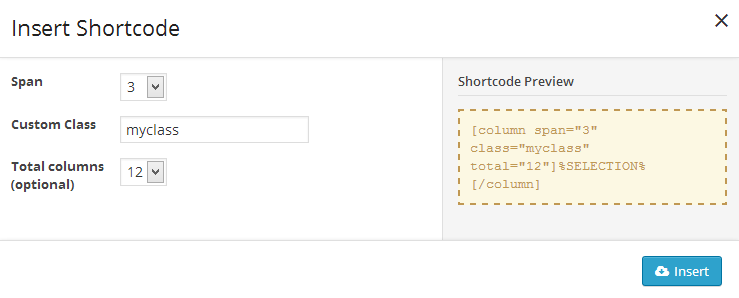 Insert Shortcode
Span
3
Custom Class
myclass
Total columns
(optional)
12
Shortcode Preview
[column span="3"
class="myclass"
total="12"]%SELECTION%
[/column]
Insert